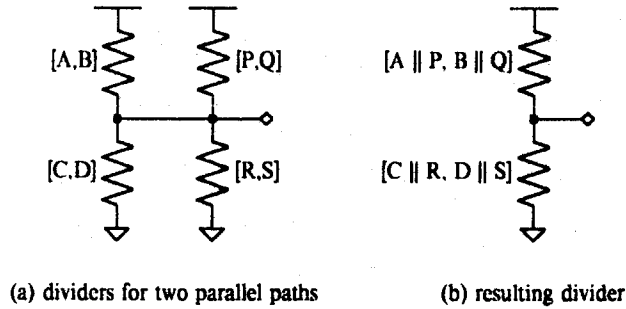 [A,B]
[P,Q]
[A || P, B || Q]
[C,D]
[R,S]
[C || R, D || S]
(a) dividers for two parallel paths
(b) resulting divider